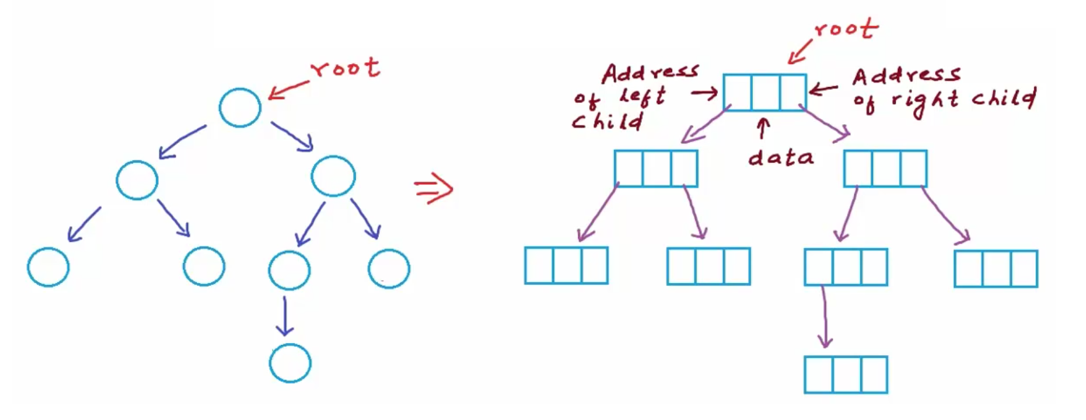 root
root
Address
of left
child
Address
of right child
data